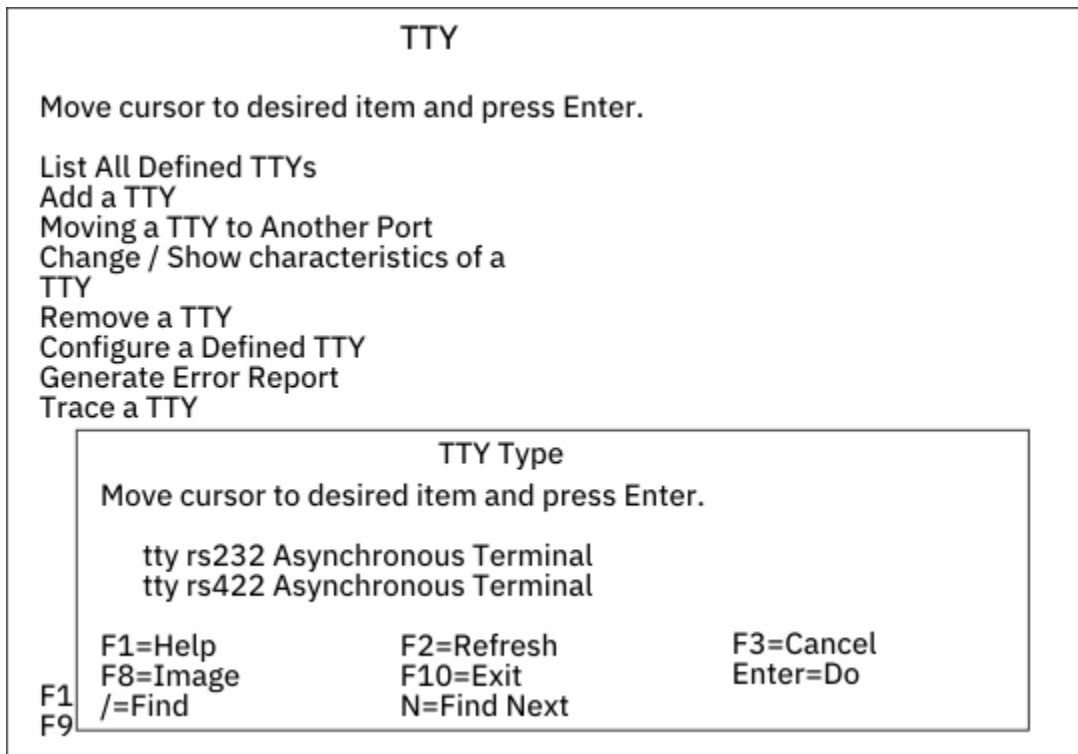 TTY
Move cursor to desired item and press Enter.
List All Defined TTYs
Add a TTY
Moving a TTY to Another Port
Change / Show characteristics of a
TTY
Remove a TTY
Configure a Defined TTY
Generate Error Report
Trace a TTY
TTY Type
Move cursor to desired item and press Enter.
tty rs232 Asynchronous Terminal
tty rs422 Asynchronous Terminal
F1=Help F2=Refresh F3=Cancel
F8=Image F10=Exit Enter=Do
F1 /=Find N=Find Next
F9